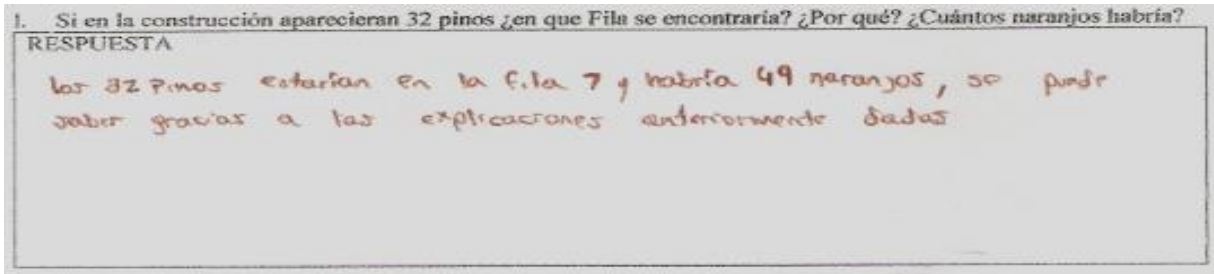 1. Si en la construcción aparecieran 32 pinos ¿en que Fila se encontraría? ¿Por qué? ¿Cuántos naranjos habría?
RESPUESTA
los 32 Pinos estarían en la fila 7 y habría 49 naranjos, se puede
saber gracias a las explicaciones anteriormente dadas